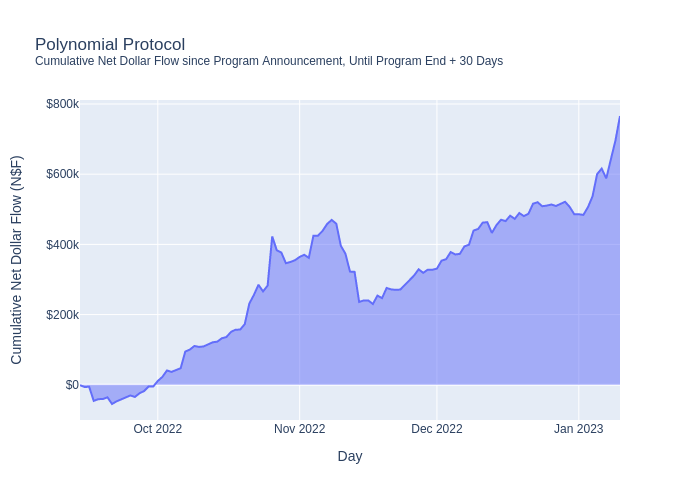 Polynomial Protocol
Cumulative Net Dollar Flow since Program Announcement, Until Program End + 30 Days
Cumulative Net Dollar Flow (N$F)
$800k
$600k
$400k
$200k
$0
Oct 2022
Nov 2022
Dec 2022
Jan 2023
Day